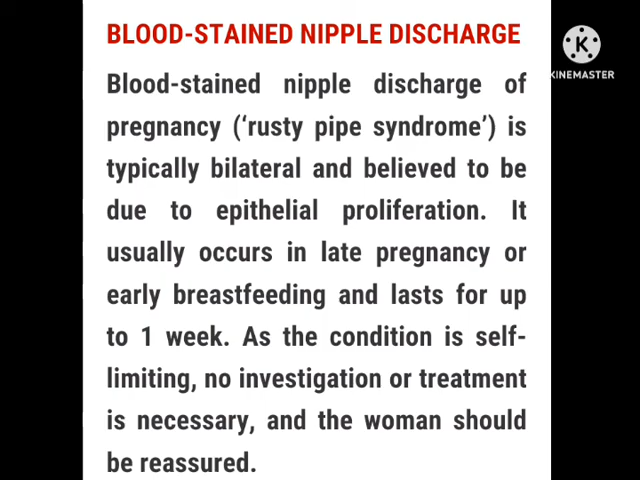 BLOOD-STAINED NIPPLE DISCHARGE
Blood-stained nipple discharge of
pregnancy (‘rusty pipe syndrome’) is
typically bilateral and believed to be
due to epithelial proliferation. It
usually occurs in late pregnancy or
early breastfeeding and lasts for up
to 1 week. As the condition is self-
limiting, no investigation or treatment
is necessary, and the woman should
be reassured.
K
KINEMASTER